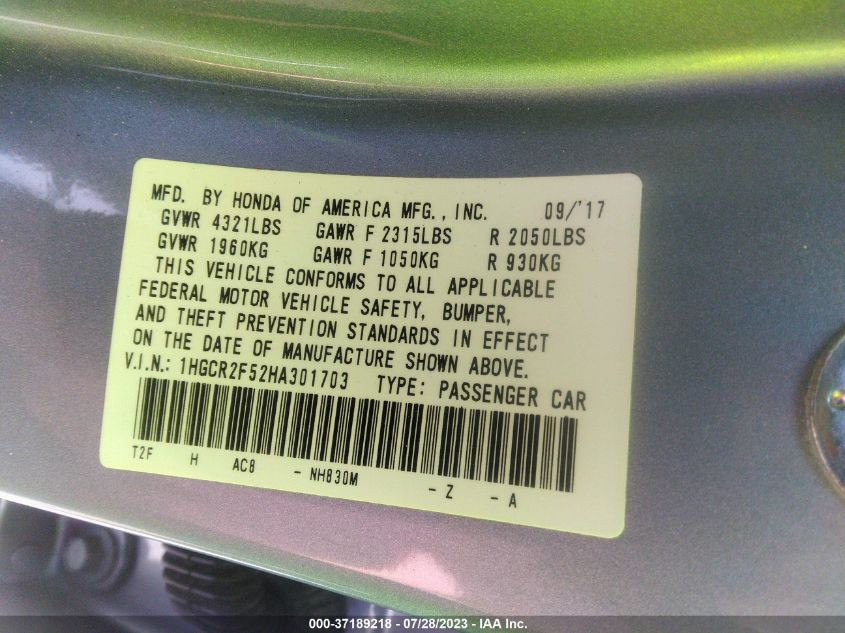 MFD. BY HONDA OF AMERICA MFG., INC. 09/'17
GVWR 4321LBS GAWR F 2315LBS R 2050LBS
GVWR 1960KG GAWR F 1050KG R 930KG
THIS VEHICLE CONFORMS TO ALL APPLICABLE
FEDERAL MOTOR VEHICLE SAFETY, BUMPER,
AND THEFT PREVENTION STANDARDS IN EFFECT
ON THE DATE OF MANUFACTURE SHOWN ABOVE.
V.I.N.: 1HGCR2F52HA301703 TYPE: PASSENGER CAR
T2F H AC8 - NH830M - Z - A
000-37189218 - 07/28/2023 - IAA Inc.